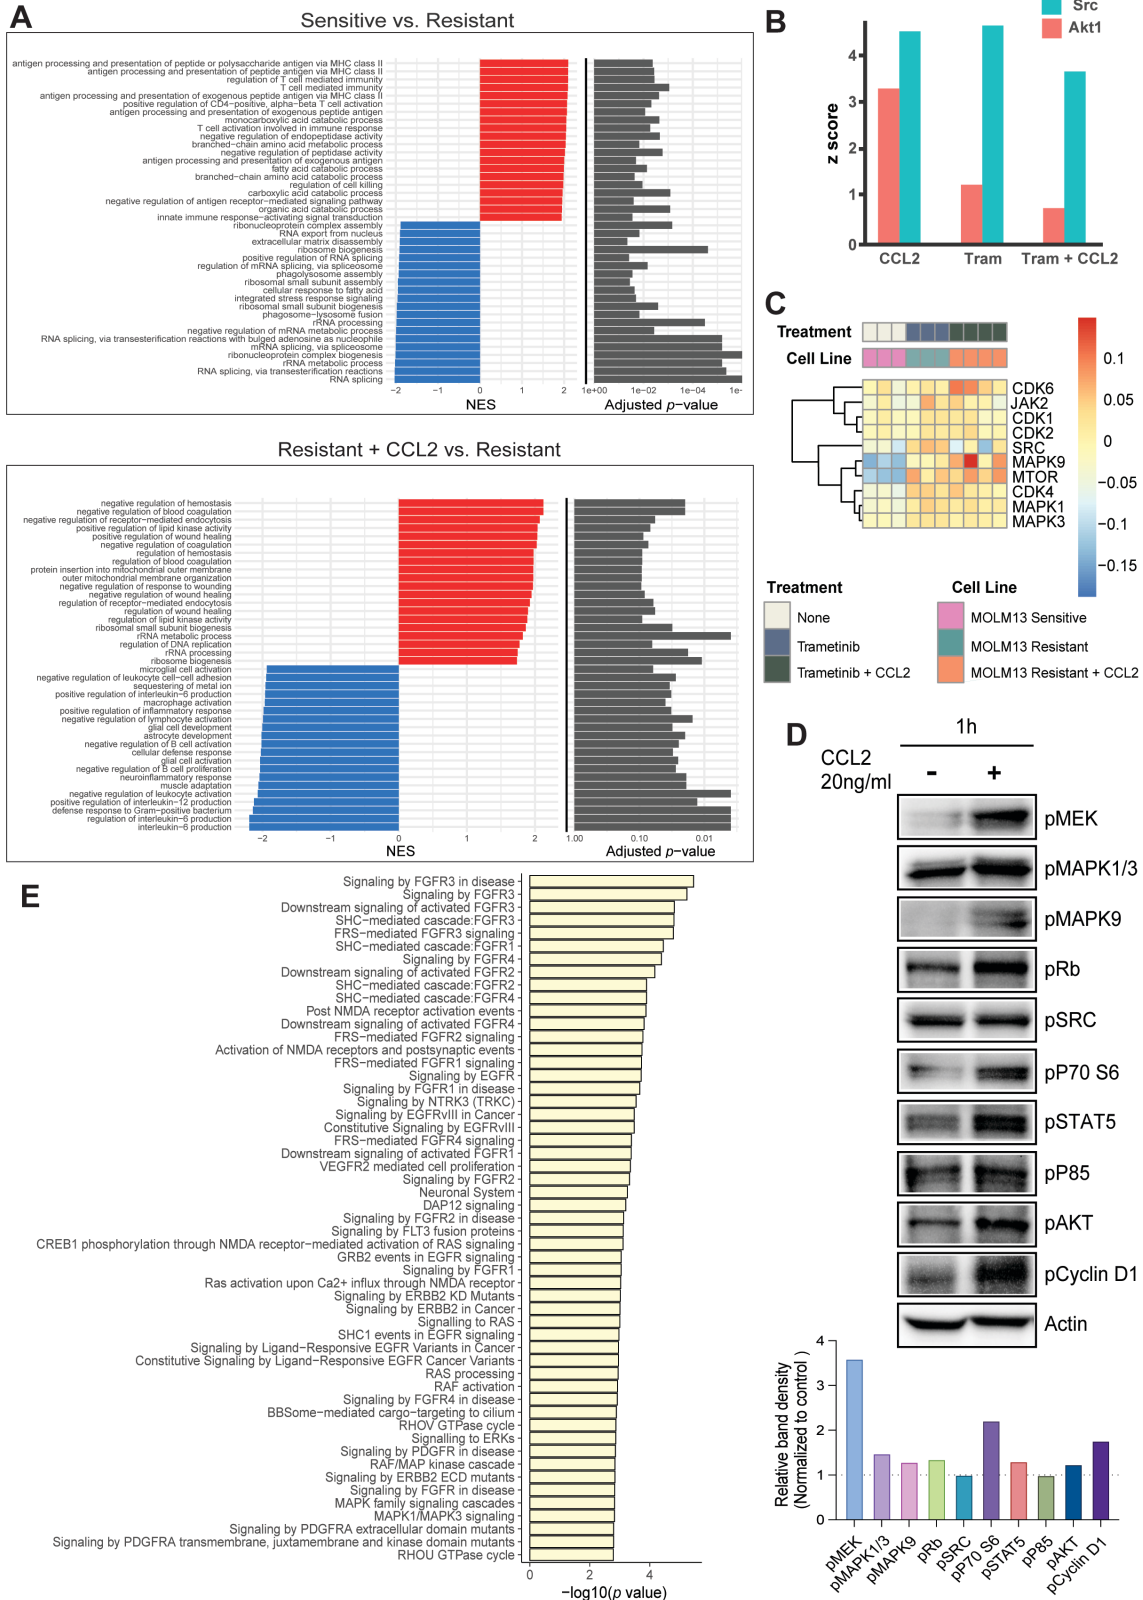 A
Sensitive vs. Resistant
antigen processing and presentation of peptide or polysaccharide antigen via MHC class II
antigen processing and presentation of peptide antigen via MHC class II
regulation of T cell mediated immunity
T cell mediated immunity
antigen processing and presentation of exogenous peptide antigen via MHC class II
positive regulation of CD4−positive, alpha−beta T cell activation
antigen processing and presentation of exogenous peptide antigen
monocarboxylic acid catabolic process
T cell activation involved in immune response
negative regulation of endopeptidase activity
branched−chain amino acid metabolic process
negative regulation of peptidase activity
antigen processing and presentation of exogenous antigen
fatty acid catabolic process
branched−chain amino acid catabolic process
regulation of cell killing
carboxylic acid catabolic process
negative regulation of antigen receptor−mediated signaling pathway
organic acid catabolic process
innate immune response−activating signal transduction
ribonucleoprotein complex assembly
RNA export from nucleus
extracellular matrix disassembly
ribosome biogenesis
positive regulation of RNA splicing
regulation of mRNA splicing, via spliceosome
phagolysosome assembly
ribosomal small subunit assembly
cellular response to fatty acid
integrated stress response signaling
ribosomal small subunit biogenesis
phagosome−lysosome fusion
rRNA processing
negative regulation of mRNA metabolic process
RNA splicing, via transesterification reactions with bulged adenosine as nucleophile
mRNA splicing, via spliceosome
ribonucleoprotein complex biogenesis
rRNA metabolic process
RNA splicing, via transesterification reactions
RNA splicing
−2 −1 0 1 2
NES
1e+00 1e−02 1e−04 1e−
Adjusted p−value
Resistant + CCL2 vs. Resistant
negative regulation of hemostasis
negative regulation of blood coagulation
negative regulation of receptor−mediated endocytosis
positive regulation of lipid kinase activity
positive regulation of wound healing
negative regulation of coagulation
regulation of hemostasis
regulation of blood coagulation
protein insertion into mitochondrial outer membrane
outer mitochondrial membrane organization
negative regulation of response to wounding
negative regulation of wound healing
regulation of receptor−mediated endocytosis
regulation of wound healing
regulation of lipid kinase activity
ribosomal small subunit biogenesis
rRNA metabolic process
regulation of DNA replication
rRNA processing
ribosome biogenesis
microglial cell activation
negative regulation of leukocyte cell−cell adhesion
sequestering of metal ion
positive regulation of interleukin−6 production
macrophage activation
positive regulation of inflammatory response
negative regulation of lymphocyte activation
glial cell development
astrocyte development
negative regulation of B cell activation
cellular defense response
glial cell activation
negative regulation of B cell proliferation
neuroinflammatory response
muscle adaptation
negative regulation of leukocyte activation
positive regulation of interleukin−12 production
defense response to Gram−positive bacterium
regulation of interleukin−6 production
interleukin−6 production
−2 −1 0 1 2
NES
1.00 0.10 0.01
Adjusted p−value
B
Src
Akt1
z score
4
3
2
1
0
CCL2 Tram Tram + CCL2
C
Treatment
Cell Line
CDK6
JAK2
CDK1
CDK2
SRC
MAPK9
MTOR
CDK4
MAPK1
MAPK3
0.1
0.05
0
−0.05
−0.1
−0.15
Treatment
None
Trametinib
Trametinib + CCL2
Cell Line
MOLM13 Sensitive
MOLM13 Resistant
MOLM13 Resistant + CCL2
D
1h
CCL2
20ng/ml
- +
pMEK
pMAPK1/3
pMAPK9
pRb
pSRC
pP70 S6
pSTAT5
pP85
pAKT
pCyclin D1
Actin
Relative band density
(Normalized to control )
4
3
2
1
0
pMEK
pMAPK1/3
pMAPK9
pRb
pSRC
pP70 S6
pSTAT5
pP85
pAKT
pCyclin D1
E
Signaling by FGFR3 in disease
Signaling by FGFR3
Downstream signaling of activated FGFR3
SHC−mediated cascade:FGFR3
FRS−mediated FGFR3 signaling
SHC−mediated cascade:FGFR1
Signaling by FGFR4
Downstream signaling of activated FGFR2
SHC−mediated cascade:FGFR2
SHC−mediated cascade:FGFR4
Post NMDA receptor activation events
Downstream signaling of activated FGFR4
FRS−mediated FGFR2 signaling
Activation of NMDA receptors and postsynaptic events
FRS−mediated FGFR1 signaling
Signaling by EGFR
Signaling by FGFR1 in disease
Signaling by NTRK3 (TRKC)
Signaling by EGFRvIII in Cancer
Constitutive Signaling by EGFRvIII
FRS−mediated FGFR4 signaling
Downstream signaling of activated FGFR1
VEGFR2 mediated cell proliferation
Signaling by FGFR2
Neuronal System
DAP12 signaling
Signaling by FGFR2 in disease
Signaling by FLT3 fusion proteins
CREB1 phosphorylation through NMDA receptor−mediated activation of RAS signaling
GRB2 events in EGFR signaling
Signaling by FGFR1
Ras activation upon Ca2+ influx through NMDA receptor
Signaling by ERBB2 KD Mutants
Signaling by ERBB2 in Cancer
Signalling to RAS
SHC1 events in EGFR signaling
Signaling by Ligand−Responsive EGFR Variants in Cancer
Constitutive Signaling by Ligand−Responsive EGFR Cancer Variants
RAS processing
RAF activation
Signaling by FGFR4 in disease
BBSome−mediated cargo−targeting to cilium
RHOV GTPase cycle
Signalling to ERKs
Signaling by PDGFR in disease
RAF/MAP kinase cascade
Signaling by ERBB2 ECD mutants
Signaling by FGFR in disease
MAPK family signaling cascades
MAPK1/MAPK3 signaling
Signaling by PDGFRA extracellular domain mutants
Signaling by PDGFRA transmembrane, juxtamembrane and kinase domain mutants
RHOU GTPase cycle
0 2 4
−log10(p value)